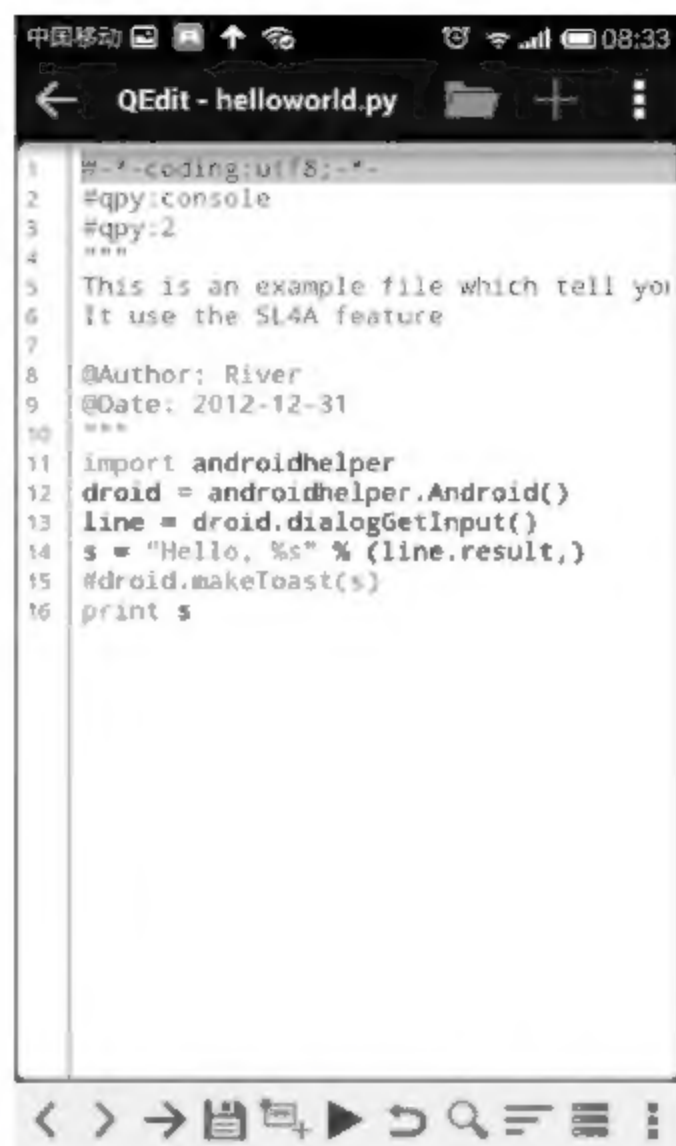 中国移动 08:33
QEdit - helloworld.py
1 #-*-coding:utf8;-*-
2 #qpy:console
3 #qpy:2
4 """
5 This is an example file which tell you
6 It use the SL4A feature
7
8 @Author: River
9 @Date: 2012-12-31
10 """
11 import androidhelper
12 droid = androidhelper.Android()
13 line = droid.dialogGetInput()
14 s = "Hello, %s" % (line.result,)
15 #droid.makeToast(s)
16 print s